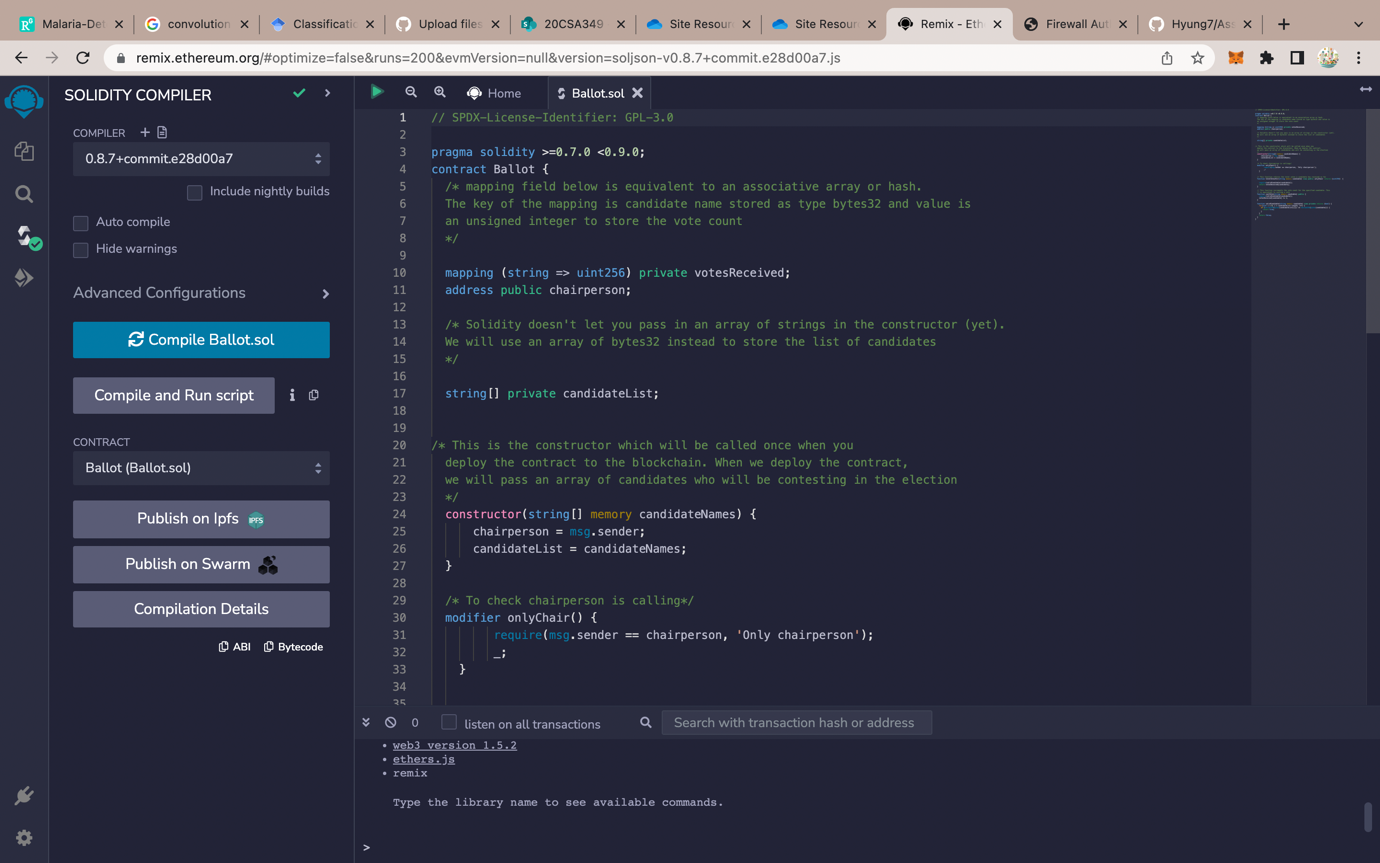 Malaria-Det
convolution
Classificatio
Upload files
20CSA349
Site Resour
Site Resour
Remix - Eth
Firewall Aut
Hyung7/Ass
remix.ethereum.org/#optimize=false&runs=200&evmVersion=null&version=soljson-v0.8.7+commit.e28d00a7.js
SOLIDITY COMPILER
COMPILER
0.8.7+commit.e28d00a7
Include nightly builds
Auto compile
Hide warnings
Advanced Configurations
Compile Ballot.sol
Compile and Run script
CONTRACT
Ballot (Ballot.sol)
Publish on Ipfs IPFS
Publish on Swarm
Compilation Details
ABI Bytecode
Home Ballot.sol
1 // SPDX-License-Identifier: GPL-3.0
2
3 pragma solidity >=0.7.0 <0.9.0;
4 contract Ballot {
5 /* mapping field below is equivalent to an associative array or hash.
6 The key of the mapping is candidate name stored as type bytes32 and value is
7 an unsigned integer to store the vote count
8 */
9
10 mapping (string => uint256) private votesReceived;
11 address public chairperson;
12
13 /* Solidity doesn't let you pass in an array of strings in the constructor (yet).
14 We will use an array of bytes32 instead to store the list of candidates
15 */
16
17 string[] private candidateList;
18
19
20 /* This is the constructor which will be called once when you
21 deploy the contract to the blockchain. When we deploy the contract,
22 we will pass an array of candidates who will be contesting in the election
23 */
24 constructor(string[] memory candidateNames) {
25 chairperson = msg.sender;
26 candidateList = candidateNames;
27 }
28
29 /* To check chairperson is calling*/
30 modifier onlyChair() {
31 require(msg.sender == chairperson, 'Only chairperson');
32 _;
33 }
34
35
0 listen on all transactions Search with transaction hash or address
• web3 version 1.5.2
• ethers.js
• remix
Type the library name to see available commands.
>